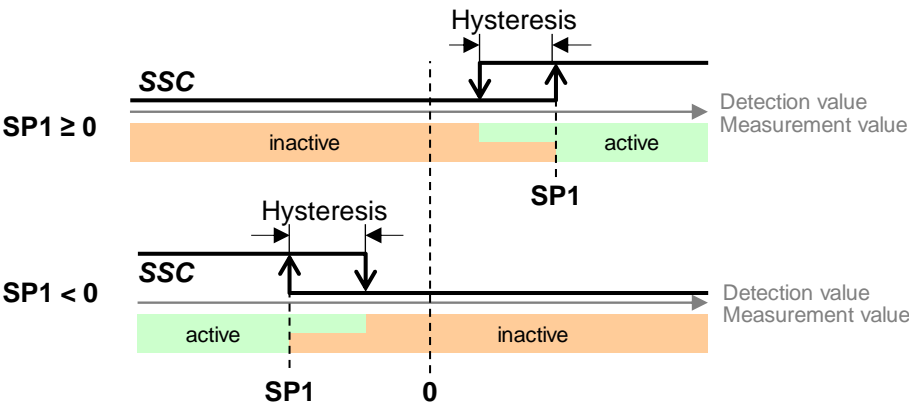 Hysteresis
SSC
SP1 ≥ 0
Detection value
Measurement value
inactive
active
SP1
Hysteresis
SSC
SP1 < 0
Detection value
Measurement value
active
inactive
SP1
0